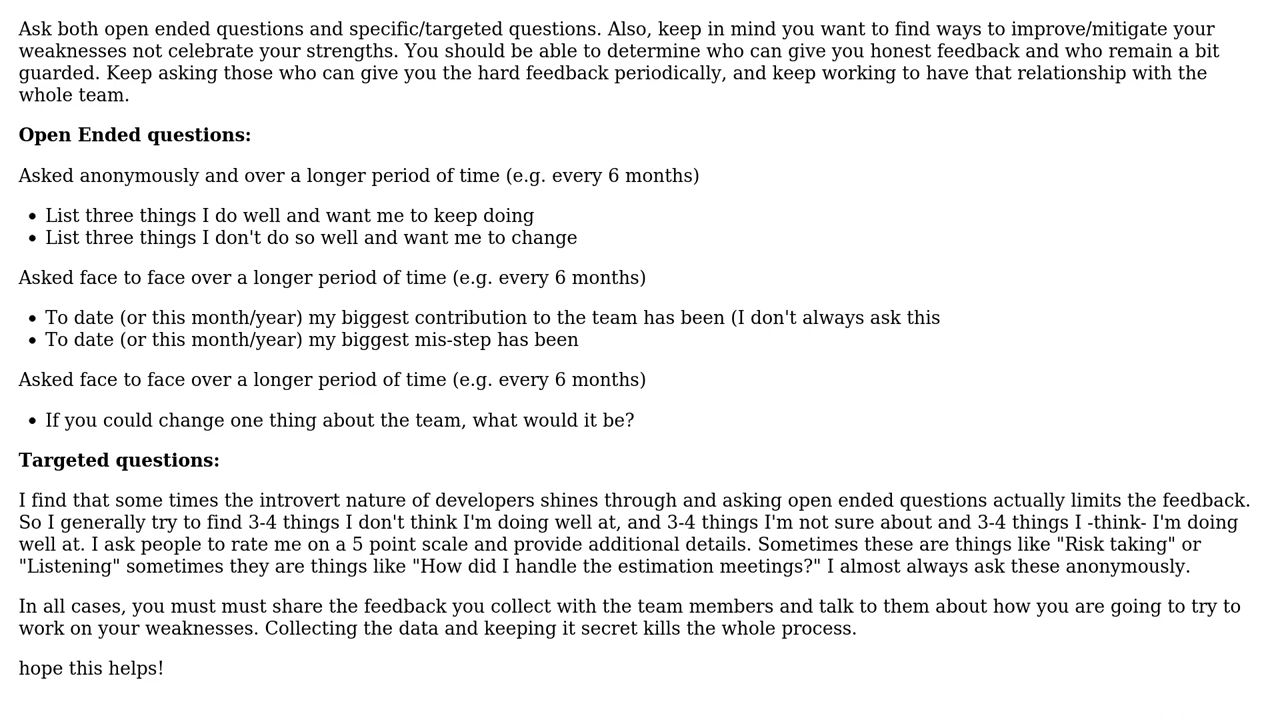 Ask both open ended questions and specific/targeted questions. Also, keep in mind you want to find ways to improve/mitigate your
weaknesses not celebrate your strengths. You should be able to determine who can give you honest feedback and who remain a bit
guarded. Keep asking those who can give you the hard feedback periodically, and keep working to have that relationship with the
whole team.
Open Ended questions:
Asked anonymously and over a longer period of time (e.g. every 6 months)
• List three things I do well and want me to keep doing
• List three things I don't do so well and want me to change
Asked face to face over a longer period of time (e.g. every 6 months)
• To date (or this month/year) my biggest contribution to the team has been (I don't always ask this
• To date (or this month/year) my biggest mis-step has been
Asked face to face over a longer period of time (e.g. every 6 months)
• If you could change one thing about the team, what would it be?
Targeted questions:
I find that some times the introvert nature of developers shines through and asking open ended questions actually limits the feedback.
So I generally try to find 3-4 things I don't think I'm doing well at, and 3-4 things I'm not sure about and 3-4 things I -think- I'm doing
well at. I ask people to rate me on a 5 point scale and provide additional details. Sometimes these are things like "Risk taking" or
"Listening" sometimes they are things like "How did I handle the estimation meetings?" I almost always ask these anonymously.
In all cases, you must must share the feedback you collect with the team members and talk to them about how you are going to try to
work on your weaknesses. Collecting the data and keeping it secret kills the whole process.
hope this helps!